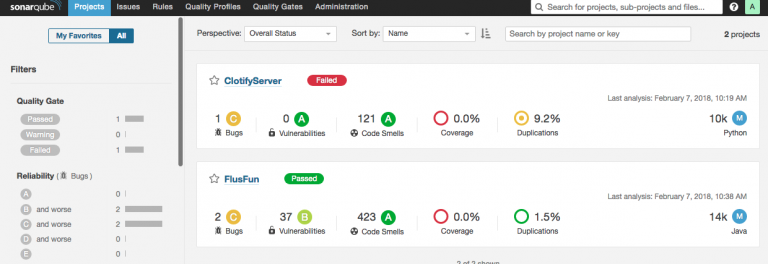 sonarqube Projects Issues Rules Quality Profiles Quality Gates Administration Search for projects, sub-projects and files... ? A
My Favorites All
Perspective: Overall Status Sort by: Name Search by project name or key 2 projects
Filters
Quality Gate
Passed 1
Warning 0
Failed 1
Reliability ( Bugs )
A 0
B and worse 2
C and worse 2
D and worse 0
E 0
ClotifyServer Failed
Last analysis: February 7, 2018, 10:19 AM
1 C 0 A 121 A 0.0% 9.2% 10k M
Bugs Vulnerabilities Code Smells Coverage Duplications Python
FlusFun Passed
Last analysis: February 7, 2018, 10:38 AM
2 C 37 B 423 A 0.0% 1.5% 14k M
Bugs Vulnerabilities Code Smells Coverage Duplications Java
2 of 2 shown